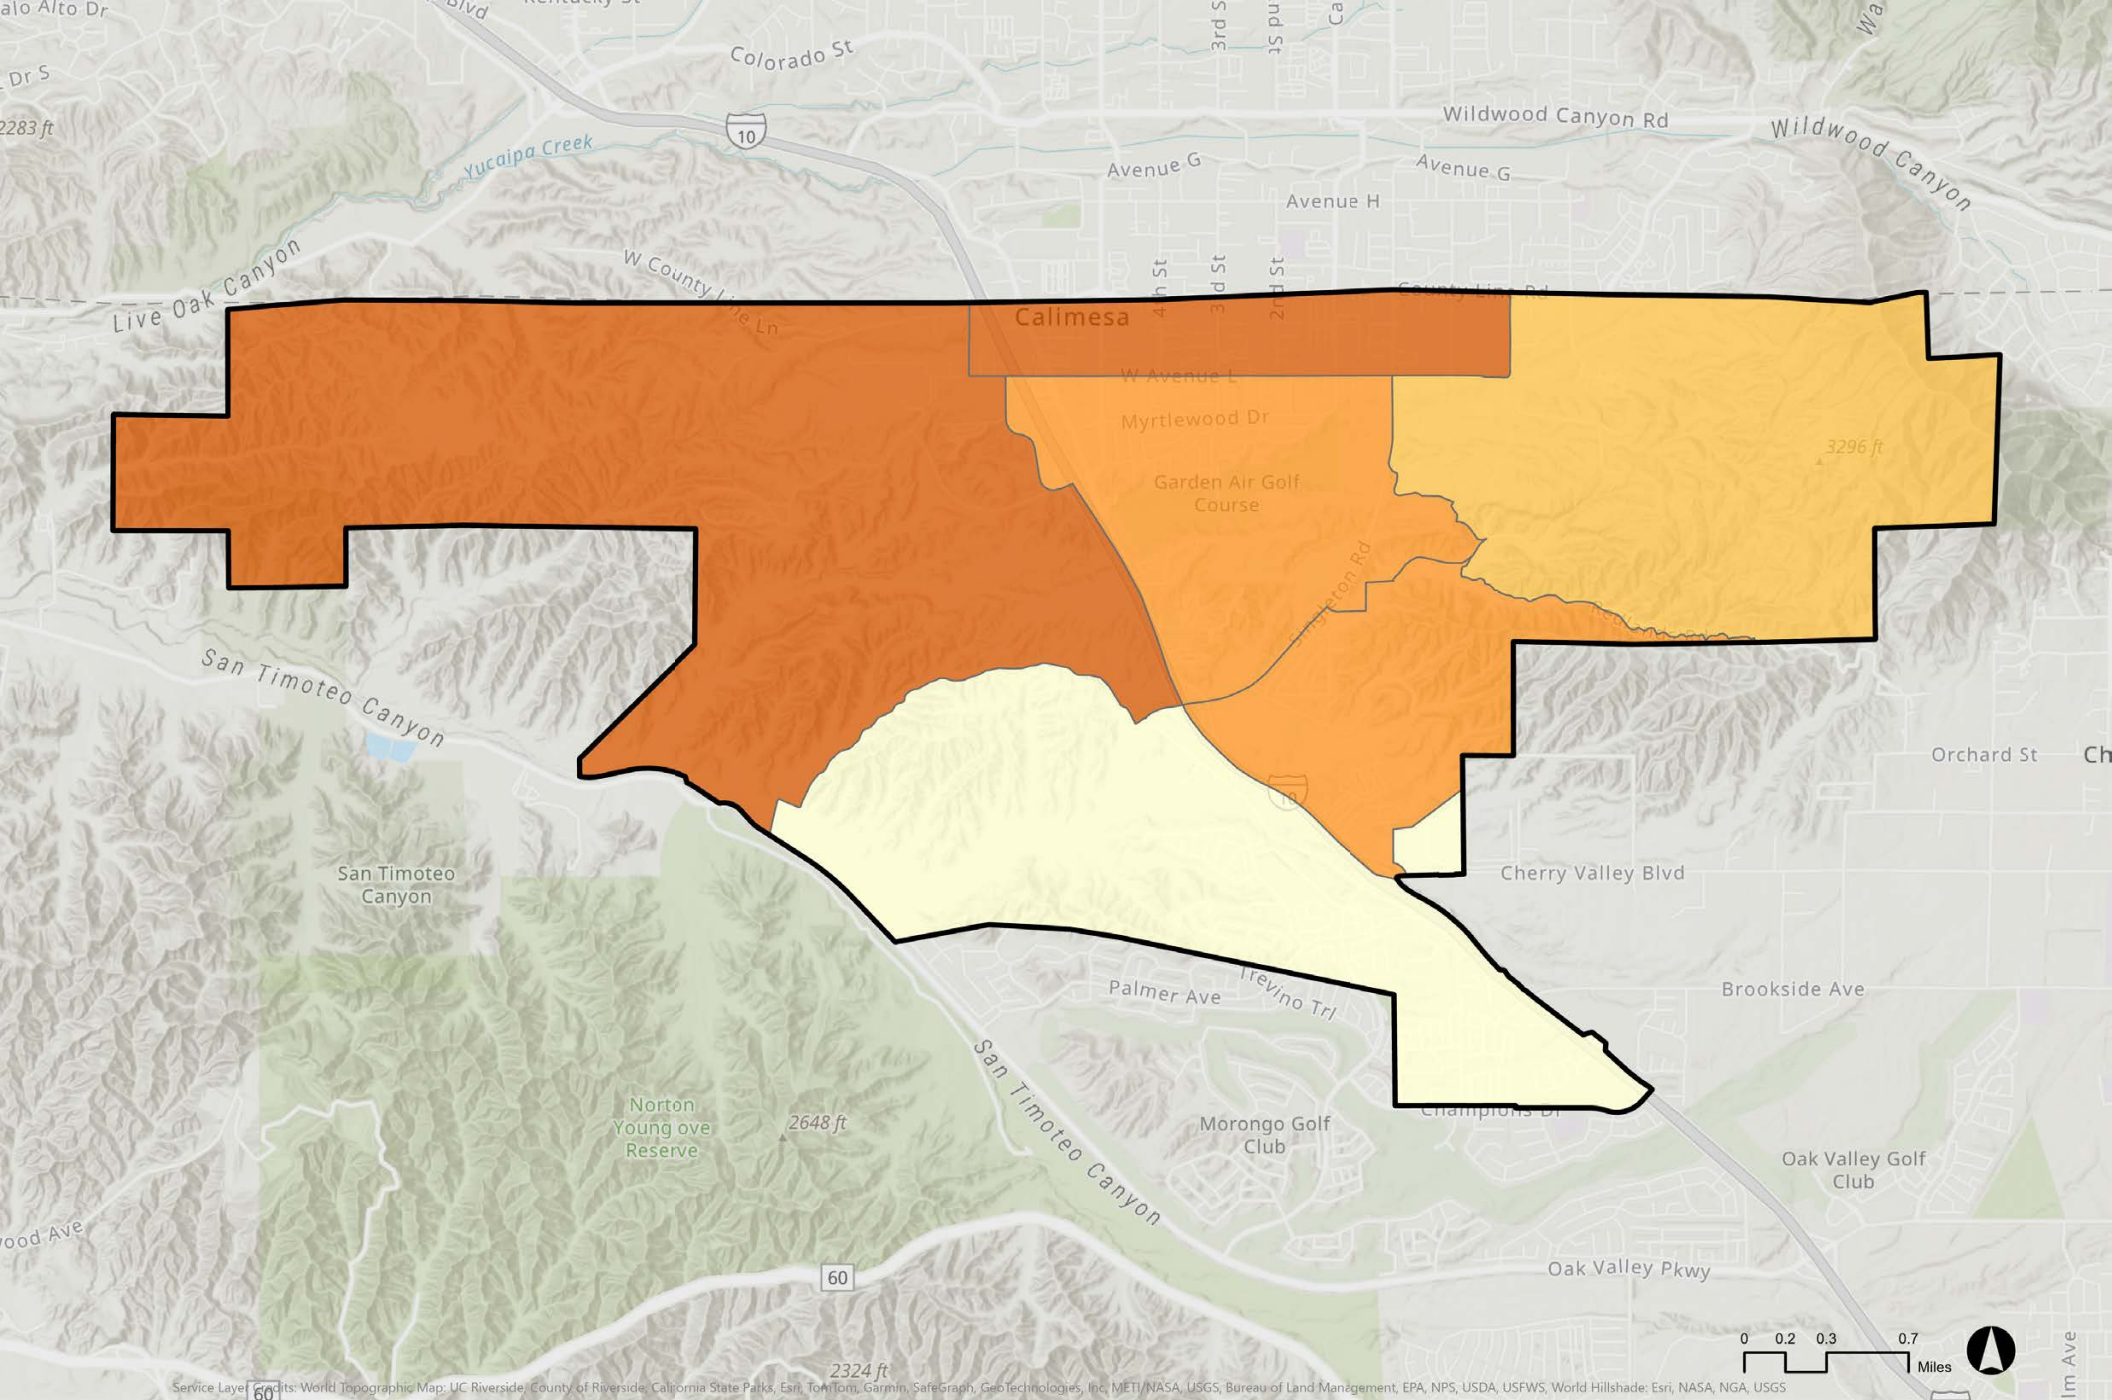 alo Alto Dr
Blvd
Kentucky St
Colorado St
3rd S
Dr S
2283 ft
10
Yucaipa Creek
Wildwood Canyon Rd
Wildwood Canyon
Avenue G
Avenue G
Avenue H
Live Oak Canyon
W County Line Ln
4th St
3rd St
2nd St
County Line Rd
Calimesa
W Avenue L
Myrtlewood Dr
Garden Air Golf
Course
3296 ft
Singleton Rd
San Timoteo Canyon
10
Orchard St
Ch
San Timoteo
Canyon
Cherry Valley Blvd
Palmer Ave
Trevino Trl
Brookside Ave
San Timoteo Canyon
Norton
Young ove
Reserve
2648 ft
Morongo Golf
Club
Champions Dr
Oak Valley Golf
Club
wood Ave
60
Oak Valley Pkwy
2324 ft
60
lm Ave
0 0.2 0.3 0.7
Miles
Service Layer Credits: World Topographic Map: UC Riverside, County of Riverside, California State Parks, Esri, TomTom, Garmin, SafeGraph, GeoTechnologies, Inc, METI/NASA, USGS, Bureau of Land Management, EPA, NPS, USDA, USFWS, World Hillshade: Esri, NASA, NGA, USGS